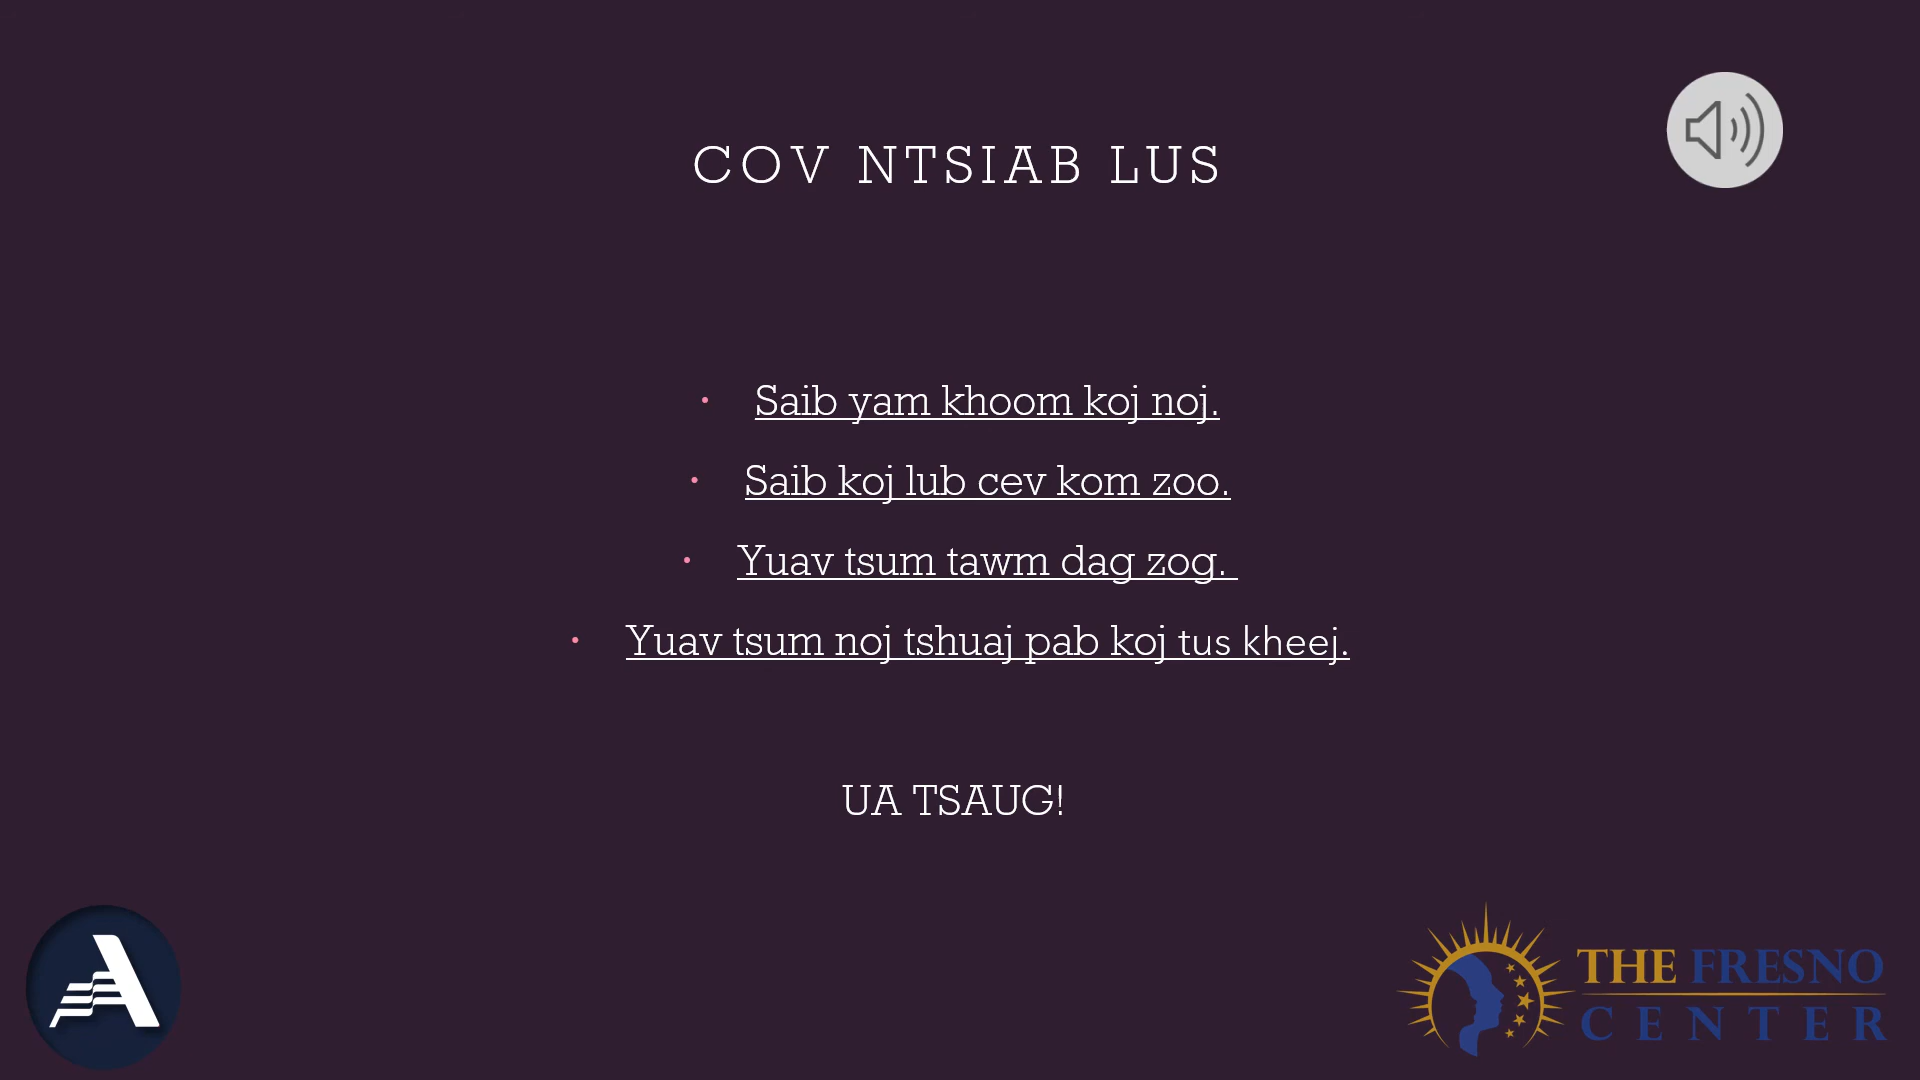 COV NTSIAB LUS
• Saib yam khoom koj noj.
• Saib koj lub cev kom zoo.
• Yuav tsum tawm dag zog.
• Yuav tsum noj tshuaj pab koj tus kheej.
UA TSAUG!
A
THE FRESNO
CENTER